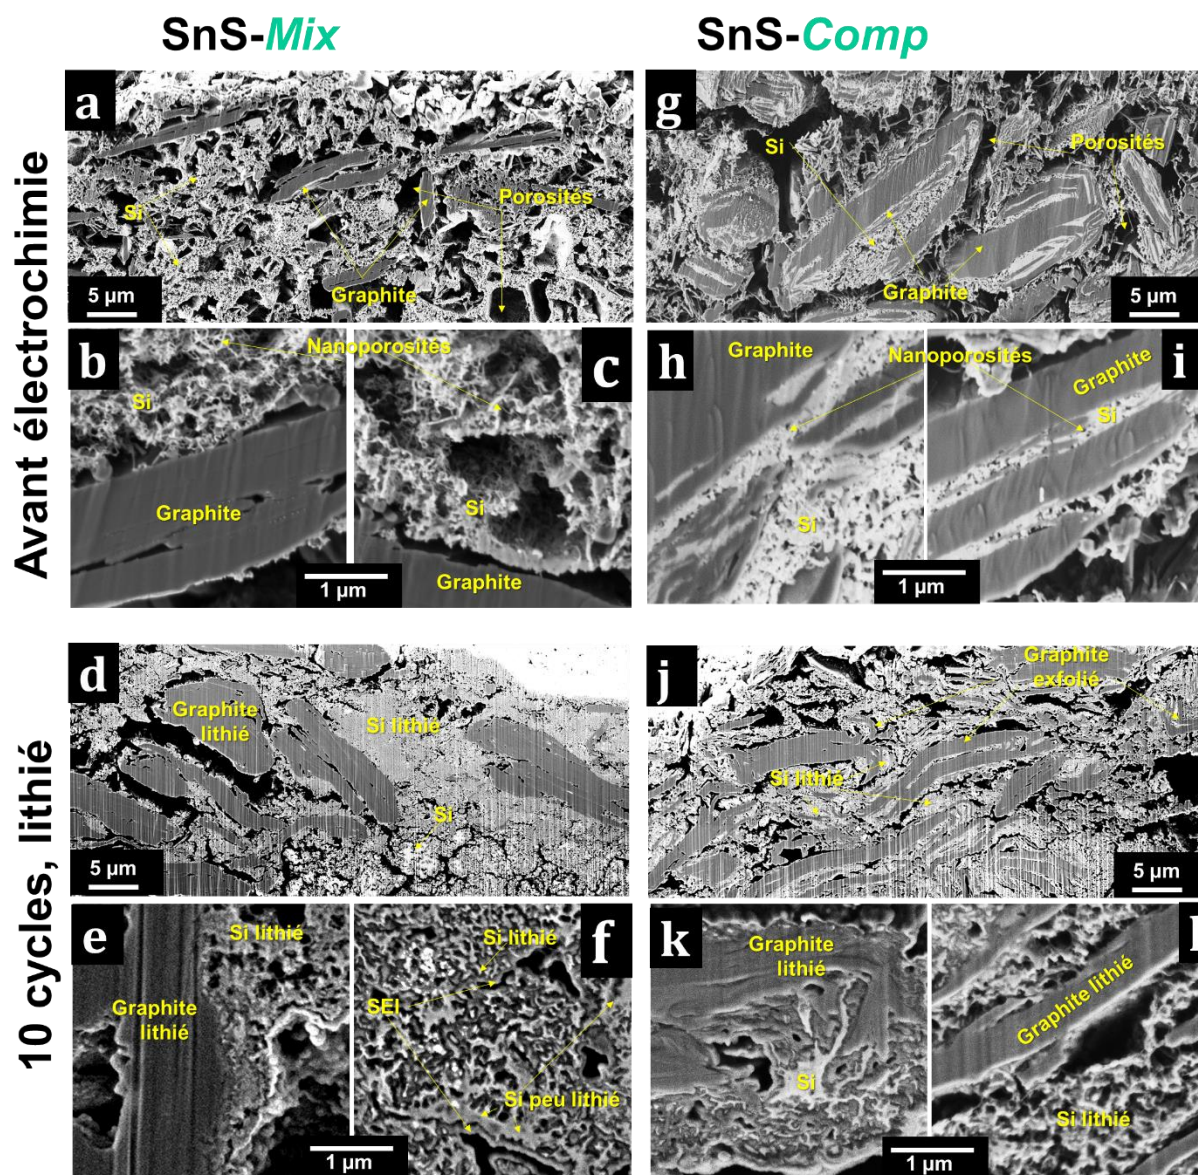 SnS-Mix
SnS-Comp
Avant électrochimie
a
Si
Porosités
Graphite
5 µm
g
Si
Porosités
Graphite
5 µm
b
Nanoporosités
c
Si
Graphite
Si
Graphite
1 µm
h
Graphite
Nanoporosités
i
Graphite
Si
Si
1 µm
10 cycles, lithié
d
Graphite
lithié
Si lithié
Si
5 µm
j
Graphite
exfolié
Si lithié
5 µm
e
Si lithié
Graphite
lithié
f
Si lithié
SEI
Si peu lithié
1 µm
k
Graphite
lithié
Si
l
Graphite lithié
Si lithié
1 µm